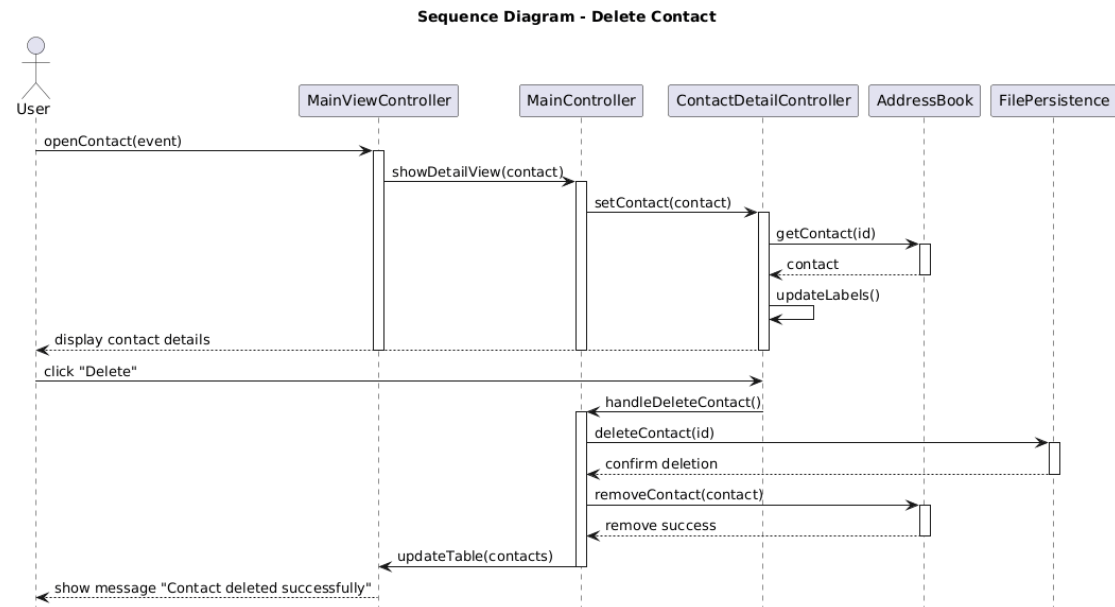 Sequence Diagram - Delete Contact
User
MainViewController
MainController
ContactDetailController
AddressBook
FilePersistence
openContact(event)
showDetailView(contact)
setContact(contact)
getContact(id)
contact
updateLabels()
display contact details
click "Delete"
handleDeleteContact()
deleteContact(id)
confirm deletion
removeContact(contact)
remove success
updateTable(contacts)
show message "Contact deleted successfully"